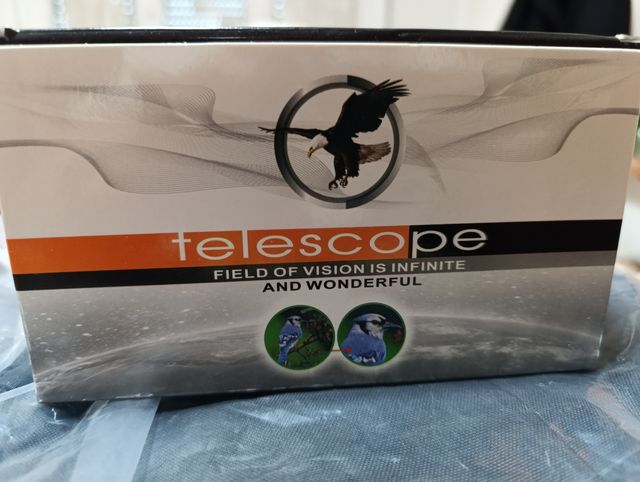 telescope
FIELD OF VISION IS INFINITE
AND WONDERFUL